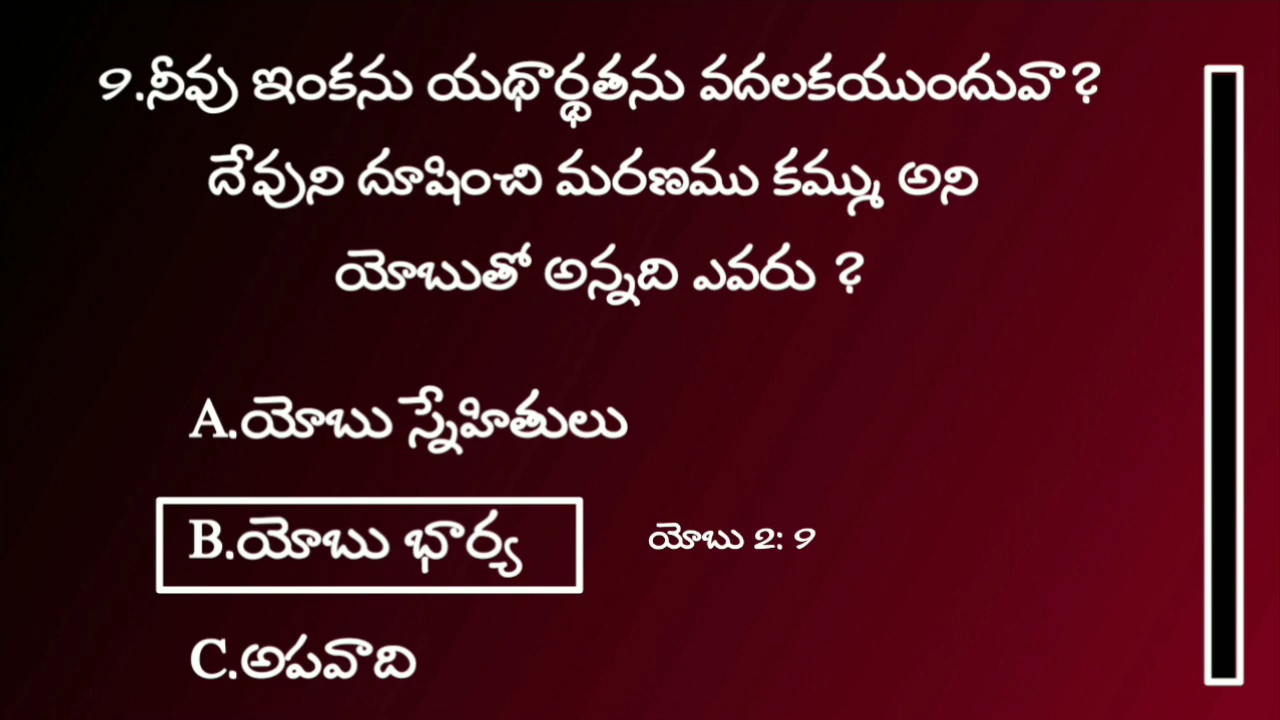 9.నీవు ఇంకను యథార్థతను వదలకయుందువా?
దేవుని దూషించి మరణము కమ్ము అని
యోబుతో అన్నది ఎవరు ?
A.యోబు స్నేహితులు
B.యోబు భార్య
యోబు 2: 9
C.అపవాది